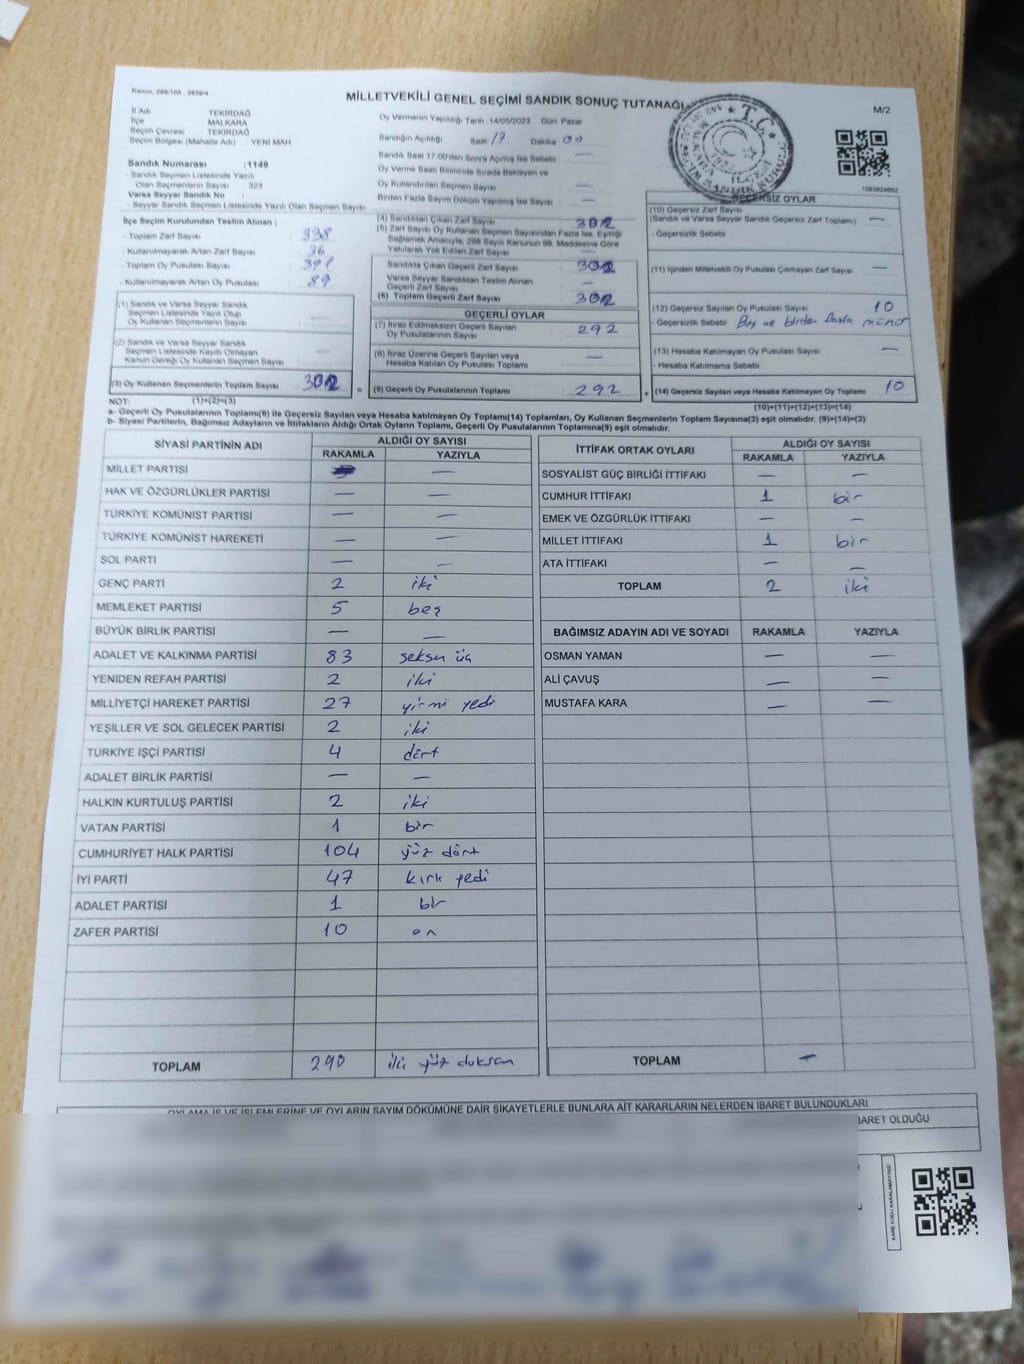 Kanun, 298/105 , 2839/4
MİLLETVEKİLİ GENEL SEÇİMİ SANDIK SONUÇ TUTANAĞI
M/2
İl Adı TEKİRDAĞ
İlçe MALKARA
Seçim Çevresi TEKİRDAĞ
Seçim Bölgesi (Mahalle Adı) : YENİ MAH
Sandık Numarası :1149
- Sandık Seçmen Listesinde Yazılı
Olan Seçmenlerin Sayısı 323
Varsa Seyyar Sandık No :
- Seyyar Sandık Seçmen Listesinde Yazılı Olan Seçmen Sayısı
İlçe Seçim Kurulundan Teslim Alınan ;
- Toplam Zarf Sayısı 338
- Kullanılmayarak Artan Zarf Sayısı 36
- Toplam Oy Pusulası Sayısı
- Kullanılmayarak Artan Oy Pusulası 89
(1) Sandık ve Varsa Seyyar Sandık
Seçmen Listesinde Yazılı Olup
Oy Kullanan Seçmenlerin Sayısı —
(2) Sandık ve Varsa Seyyar Sandık
Seçmen Listesinde Kayıtlı Olmayan
Kanun Gereği Oy Kullanan Seçmen Sayısı —
(3) Oy Kullanan Seçmenlerin Toplam Sayısı 302
Oy Vermenin Yapıldığı Tarih :14/05/2023 Gün: Pazar
Sandığın Açıldığı Saat 17 Dakika 00
Sandık Saat 17.00'den Sonra Açılmış İse Sebebi : —
Oy Verme Saati Bitiminde Sırada Bekleyen ve
Oy Kullandırılan Seçmen Sayısı —
Birden Fazla Sayım Döküm Yapılmış İse Sayısı —
(4) Sandıktan Çıkan Zarf Sayısı 302
(5) Zarf Sayısı Oy Kullanan Seçmen Sayısından Fazla İse, Eşitliği
Sağlamak Amacıyla, 298 Sayılı Kanunun 98. Maddesine Göre
Yakılarak Yok Edilen Zarf Sayısı —
Sandıkta Çıkan Geçerli Zarf Sayısı 302
Varsa Seyyar Sandıktan Teslim Alınan
Geçerli Zarf Sayısı —
(6) Toplam Geçerli Zarf Sayısı 302
GEÇERLİ OYLAR
(7) İtiraz Edilmeksizin Geçerli Sayılan
Oy Pusulalarının Sayısı 292
(8) İtiraz Üzerine Geçerli Sayılan veya
Hesaba Katılan Oy Pusulaları Toplamı —
= (9) Geçerli Oy Pusulalarının Toplamı 292
1083624662
GEÇERSİZ OYLAR
(10) Geçersiz Zarf Sayısı
(Sandık ve Varsa Seyyar Sandık Geçersiz Zarf Toplamı) —
- Geçersizlik Sebebi
(11) İçinden Milletvekili Oy Pusulası Çıkmayan Zarf Sayısı —
(12) Geçersiz Sayılan Oy Pusulası Sayısı 10
- Geçersizlik Sebebi Boş ve birden fazla mühür
(13) Hesaba Katılmayan Oy Pusulası Sayısı —
- Hesaba Katılmama Sebebi
+ (14) Geçersiz Sayılan veya Hesaba Katılmayan Oy Toplamı 10
NOT: (1)+(2)=(3) (10)+(11)+(12)+(13)=(14)
a- Geçerli Oy Pusulalarının Toplamı(9) ile Geçersiz Sayılan veya Hesaba katılmayan Oy Toplamı(14) Toplamları, Oy Kullanan Seçmenlerin Toplam Sayısına(3) eşit olmalıdır. (9)+(14)=(3)
b- Siyasi Partilerin, Bağımsız Adayların ve İttifakların Aldığı Ortak Oyların Toplamı, Geçerli Oy Pusulalarının Toplamına(9) eşit olmalıdır.
SİYASİ PARTİNİN ADI ALDIĞI OY SAYISI
RAKAMLA YAZIYLA
MİLLET PARTİSİ —
HAK VE ÖZGÜRLÜKLER PARTİSİ — —
TÜRKİYE KOMÜNİST PARTİSİ — —
TÜRKİYE KOMÜNİST HAREKETİ — —
SOL PARTİ — —
GENÇ PARTİ 2 iki
MEMLEKET PARTİSİ 5 beş
BÜYÜK BİRLİK PARTİSİ — —
ADALET VE KALKINMA PARTİSİ 83 seksen üç
YENİDEN REFAH PARTİSİ 2 iki
MİLLİYETÇİ HAREKET PARTİSİ 27 yirmi yedi
YEŞİLLER VE SOL GELECEK PARTİSİ 2 iki
TÜRKİYE İŞÇİ PARTİSİ 4 dört
ADALET BİRLİK PARTİSİ — —
HALKIN KURTULUŞ PARTİSİ 2 iki
VATAN PARTİSİ 1 bir
CUMHURİYET HALK PARTİSİ 104 yüz dört
İYİ PARTİ 47 kırk yedi
ADALET PARTİSİ 1 bir
ZAFER PARTİSİ 10 on
TOPLAM 290 iki yüz doksan
İTTİFAK ORTAK OYLARI ALDIĞI OY SAYISI
RAKAMLA YAZIYLA
SOSYALİST GÜÇ BİRLİĞİ İTTİFAKI — —
CUMHUR İTTİFAKI 1 bir
EMEK VE ÖZGÜRLÜK İTTİFAKI — —
MİLLET İTTİFAKI 1 bir
ATA İTTİFAKI — —
TOPLAM 2 iki
BAĞIMSIZ ADAYIN ADI VE SOYADI RAKAMLA YAZIYLA
OSMAN YAMAN — —
ALİ ÇAVUŞ — —
MUSTAFA KARA — —
TOPLAM —
OYLAMA İŞ VE İŞLEMLERİNE VE OYLARIN SAYIM DÖKÜMÜNE DAİR ŞİKAYETLERLE BUNLARA AİT KARARLARIN NELERDEN İBARET BULUNDUKLARI
BARET OLDUĞU